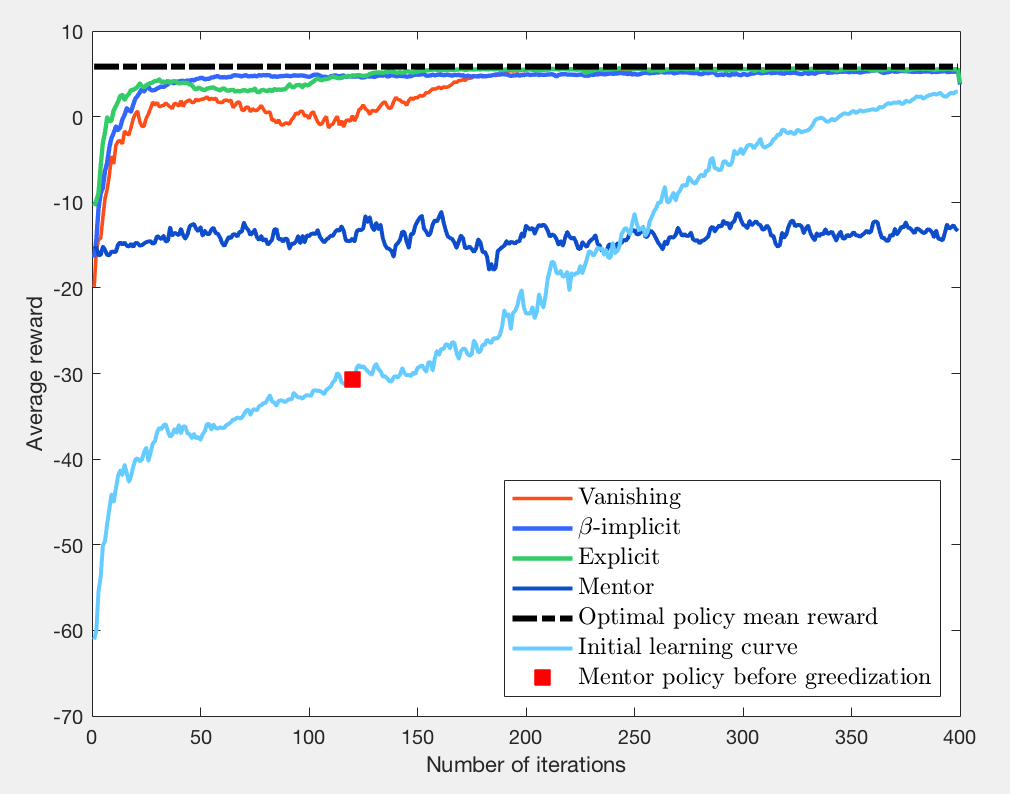 10
0
-10
-20
-30
-40
-50
-60
-70
Average reward
Vanishing
β-implicit
Explicit
Mentor
Optimal policy mean reward
Initial learning curve
Mentor policy before greedization
0 50 100 150 200 250 300 350 400
Number of iterations